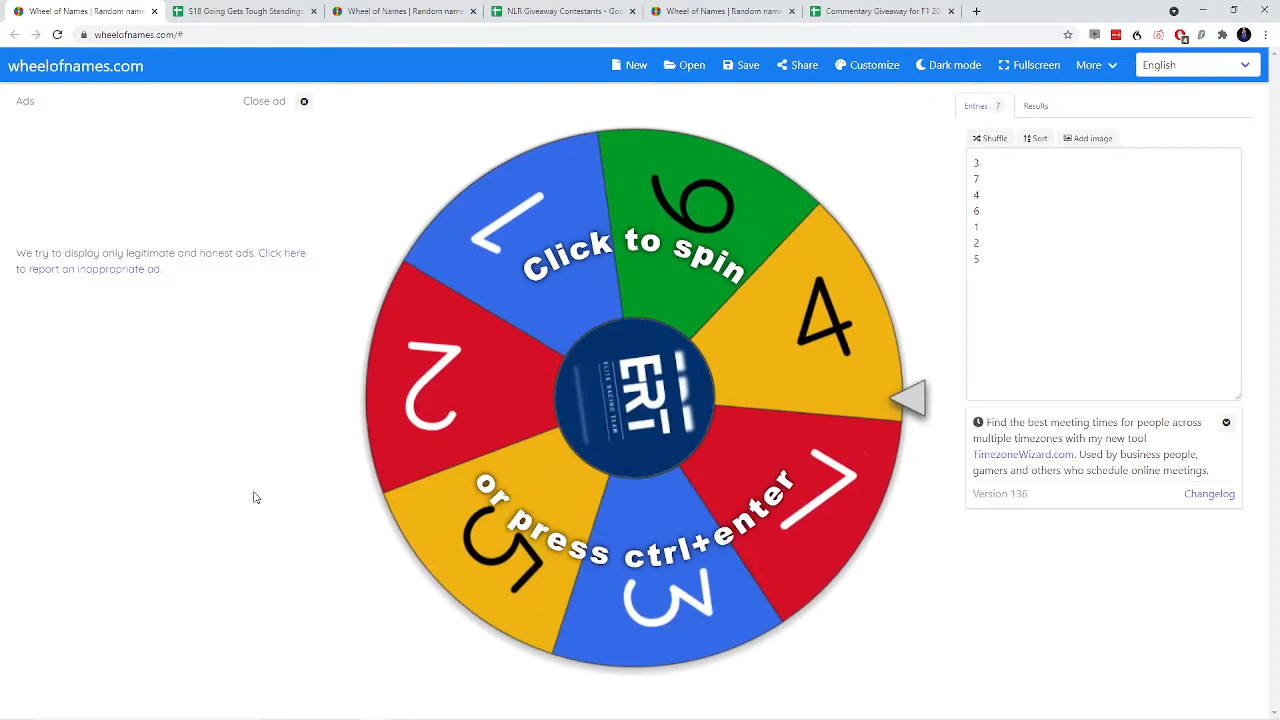 Wheel of Names | Random name
S18 Going Gets Tough Standings
Wheel of Names | Random name
NLR Giveaway Contestants - Goo
Wheel of Names | Random name
Commentary Giveaway for F1 20
wheelofnames.com/#
wheelofnames.com
New
Open
Save
Share
Customize
Dark mode
Fullscreen
More
English
Ads
Close ad
We try to display only legitimate and honest ads. Click here
to report an inappropriate ad.
Click to spin
or press ctrl+enter
6
4
7
3
5
2
1
ERT
ELITE RACING TEAM
Entries 7
Results
Shuffle
Sort
Add image
3
7
4
6
1
2
5
Find the best meeting times for people across
multiple timezones with my new tool
TimezoneWizard.com. Used by business people,
gamers and others who schedule online meetings.
Version 136
Changelog